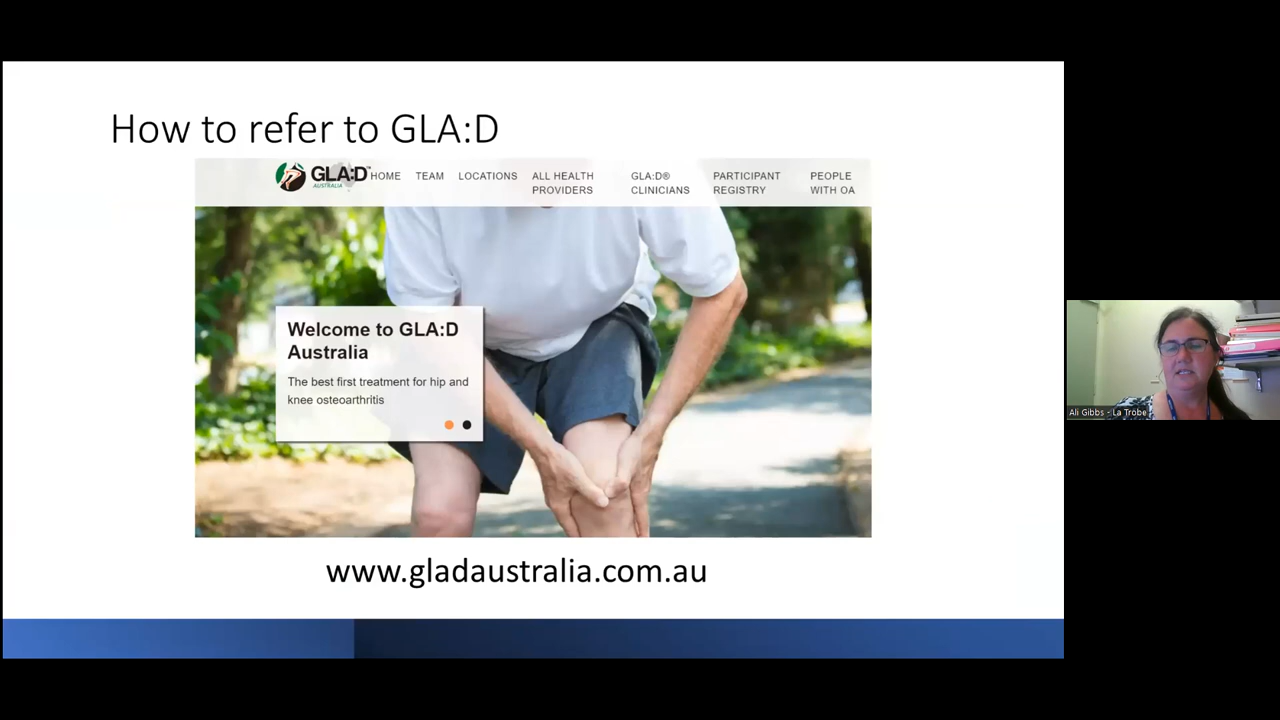 How to refer to GLA:D
GLA:D™
AUSTRALIA
HOME
TEAM
LOCATIONS
ALL HEALTH
PROVIDERS
GLA:D®
CLINICIANS
PARTICIPANT
REGISTRY
PEOPLE
WITH OA
Welcome to GLA:D
Australia
The best first treatment for hip and
knee osteoarthritis
www.gladaustralia.com.au
Ali Gibbs - La Trobe